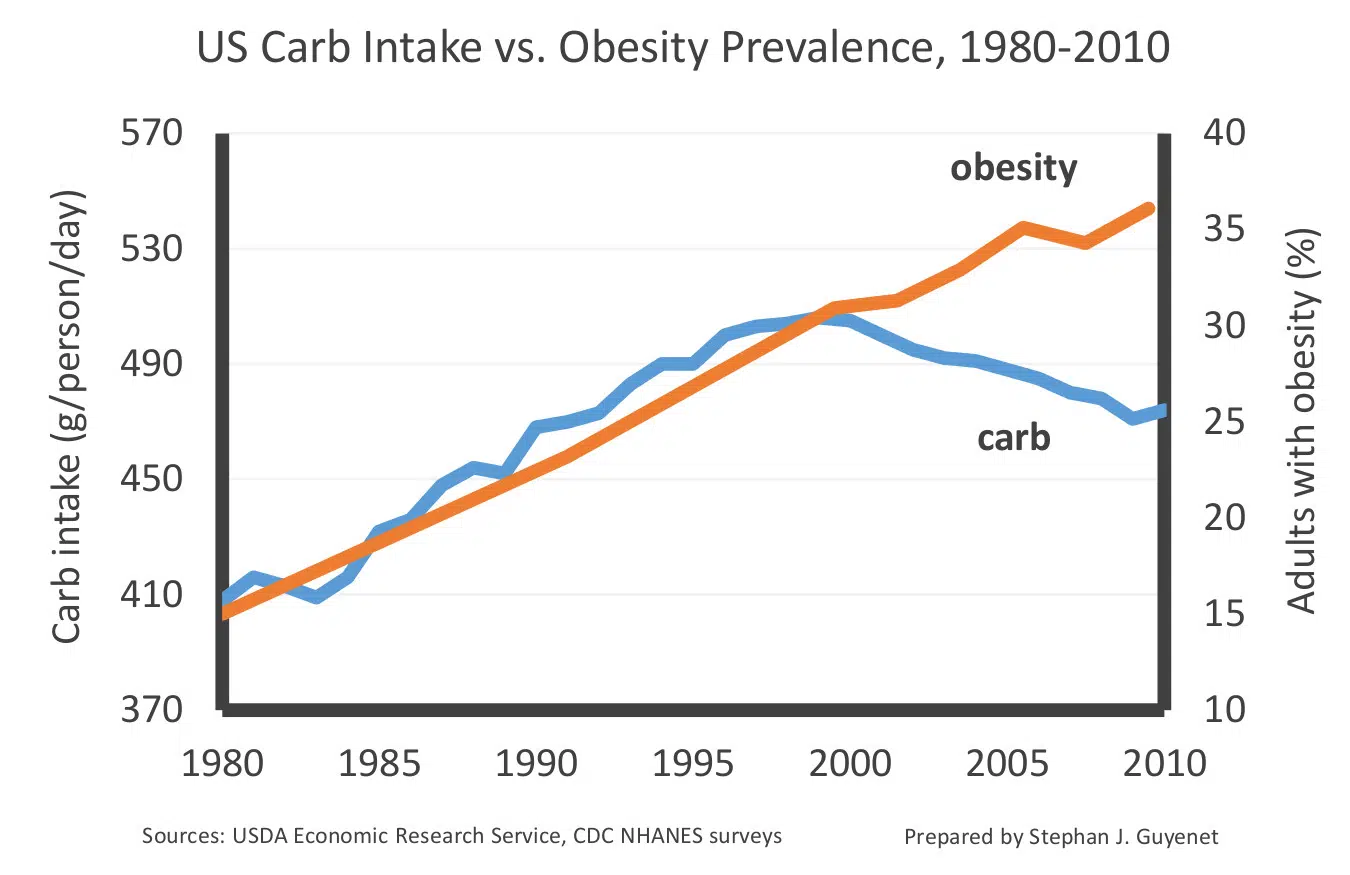 US Carb Intake vs. Obesity Prevalence, 1980-2010
570
530
490
450
410
370
Carb intake (g/person/day)
obesity
carb
40
35
30
25
20
15
10
Adults with obesity (%)
1980 1985 1990 1995 2000 2005 2010
Sources: USDA Economic Research Service, CDC NHANES surveys
Prepared by Stephan J. Guyenet